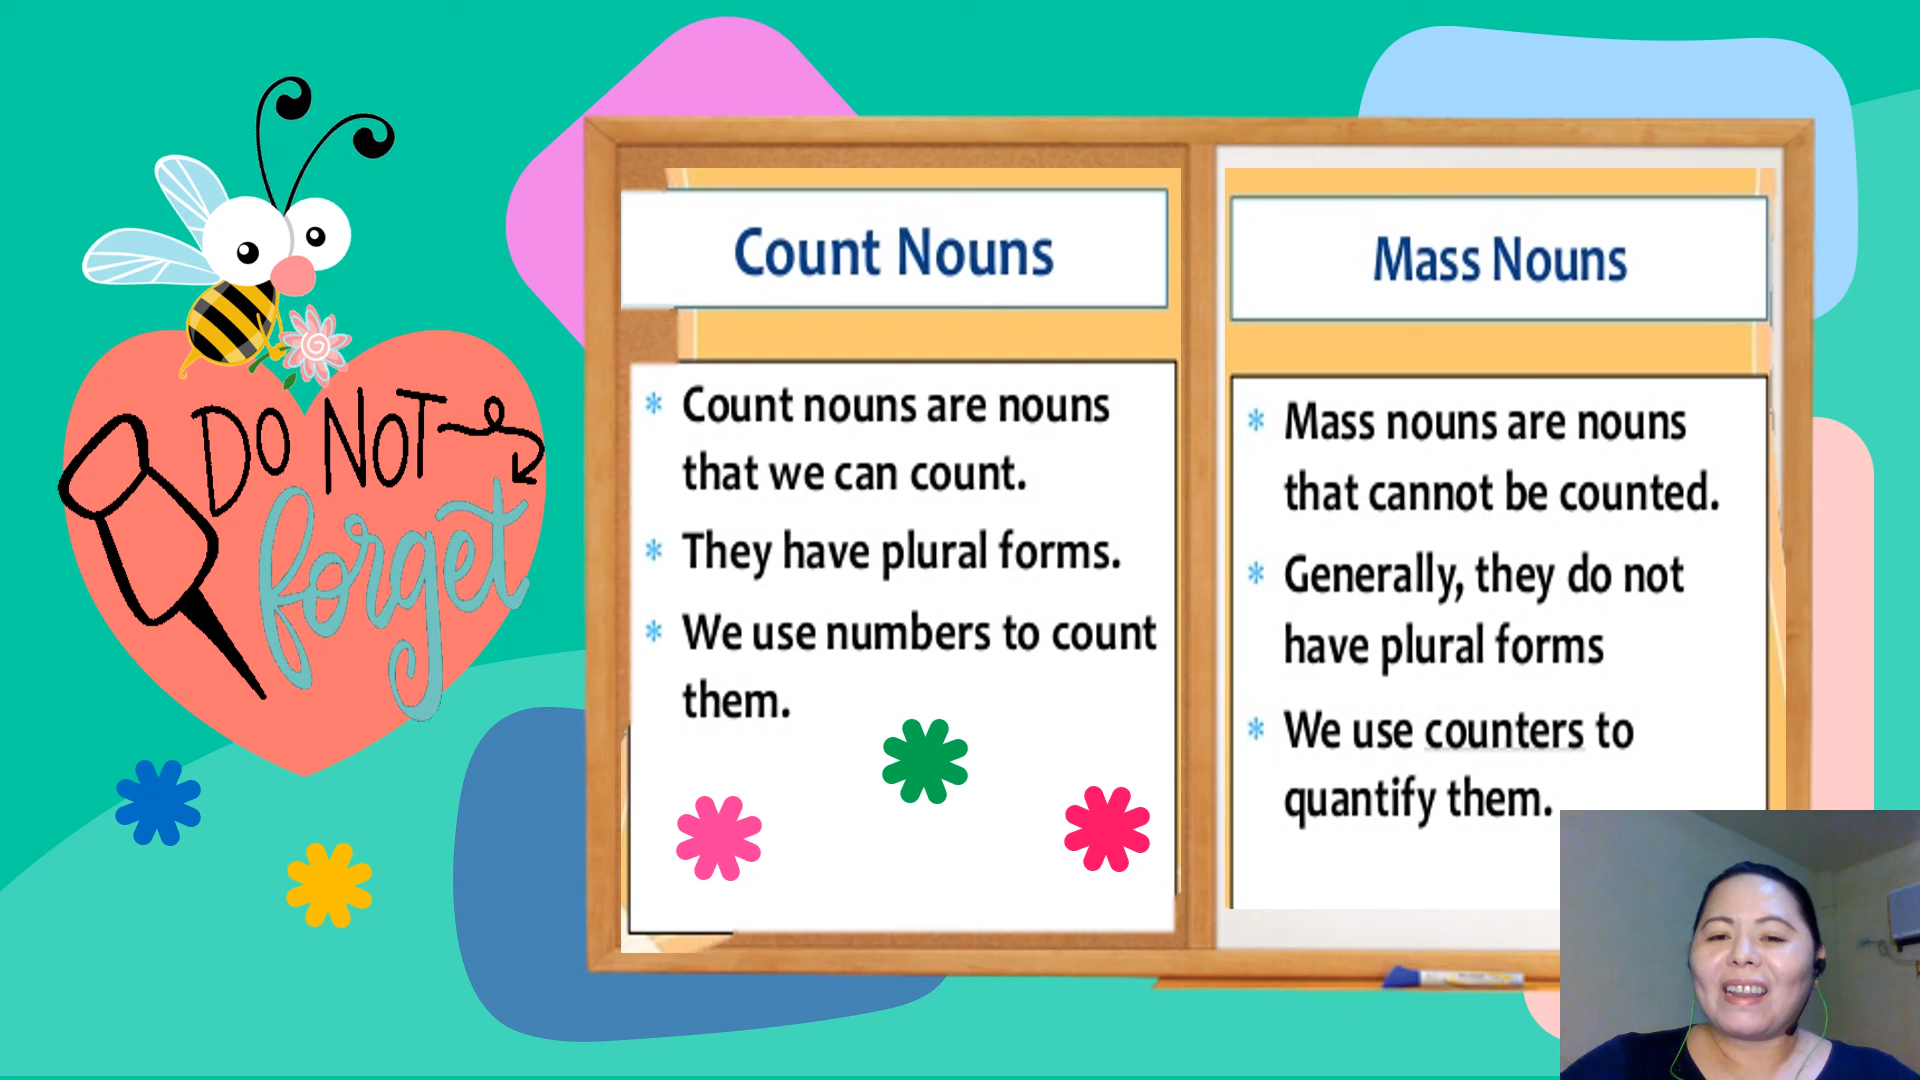 DO NOT
forget
Count Nouns
* Count nouns are nouns
that we can count.
* They have plural forms.
* We use numbers to count
them.
Mass Nouns
* Mass nouns are nouns
that cannot be counted.
* Generally, they do not
have plural forms
* We use counters to
quantify them.